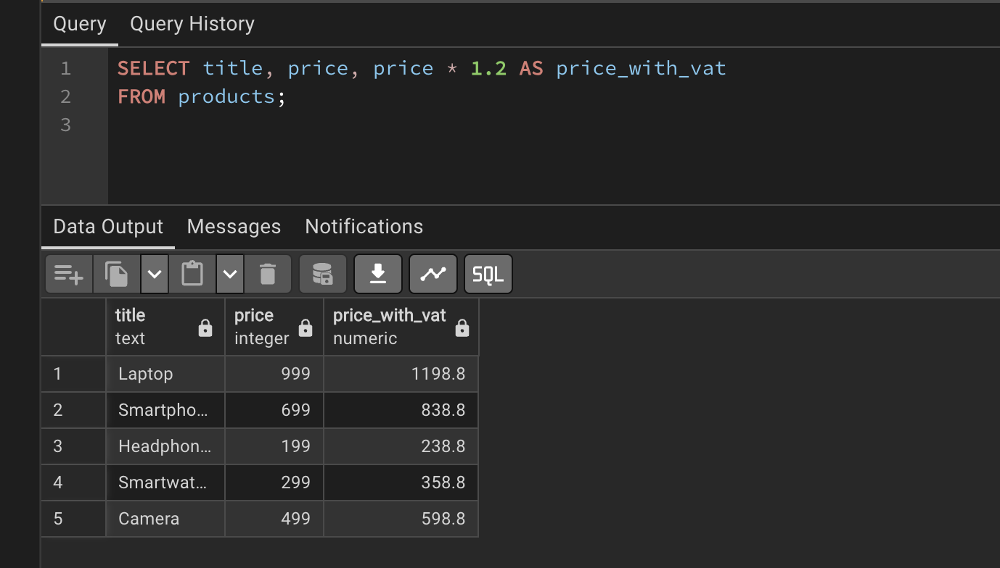 Query Query History
1 SELECT title, price, price * 1.2 AS price_with_vat
2 FROM products;
3
Data Output Messages Notifications
SQL
title price price_with_vat
text integer numeric
1 Laptop 999 1198.8
2 Smartpho... 699 838.8
3 Headphon... 199 238.8
4 Smartwat... 299 358.8
5 Camera 499 598.8